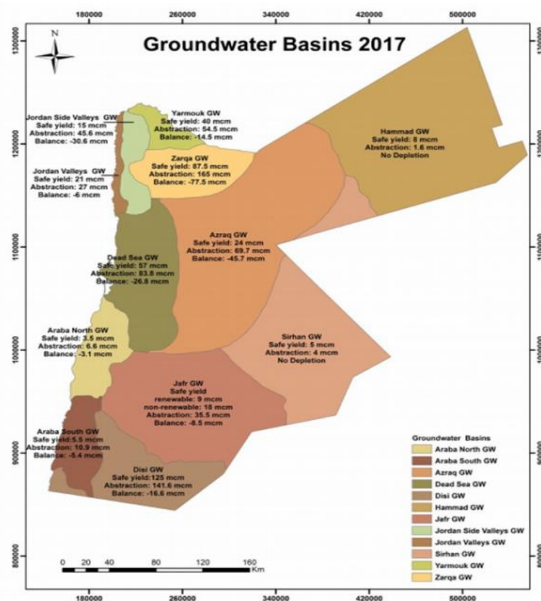 180000 260000 340000 420000 500000
Groundwater Basins 2017
N
1300000
1300000
1200000
1200000
1100000
1100000
1000000
1000000
900000
900000
800000
800000
Jordan Side Valleys GW
Safe yield: 15 mcm
Abstraction: 45.6 mcm
Balance: -30.6 mcm
Yarmouk GW
Safe yield: 40 mcm
Abstraction: 54.5 mcm
Balance: -14.5 mcm
Hammad GW
Safe yield: 8 mcm
Abstraction: 1.6 mcm
No Depletion
Jordan Valleys GW
Safe yield: 21 mcm
Abstraction: 27 mcm
Balance: -6 mcm
Zarqa GW
Safe yield: 87.5 mcm
Abstraction: 165 mcm
Balance: -77.5 mcm
Azraq GW
Safe yield: 24 mcm
Abstraction: 69.7 mcm
Balance: -45.7 mcm
Dead Sea GW
Safe yield: 57 mcm
Abstraction: 83.8 mcm
Balance: -26.8 mcm
Araba North GW
Safe yield: 3.5 mcm
Abstraction: 6.6 mcm
Balance: -3.1 mcm
Sirhan GW
Safe yield: 5 mcm
Abstraction: 4 mcm
No Depletion
Jafr GW
Safe yield
renewable: 9 mcm
non-renewable: 18 mcm
Abstraction: 35.5 mcm
Balance: -8.5 mcm
Araba South GW
Safe yield:5.5 mcm
Abstraction: 10.9 mcm
Balance: -5.4 mcm
Disi GW
Safe yield:125 mcm
Abstraction: 141.6 mcm
Balance: -16.6 mcm
Groundwater Basins
Araba North GW
Araba South GW
Azraq GW
Dead Sea GW
Disi GW
Hammad GW
Jafr GW
Jordan Side Valleys GW
Jordan Valleys GW
Sirhan GW
Yarmouk GW
Zarqa GW
0 20 40 80 120 160
Km
180000 260000 340000 420000 500000